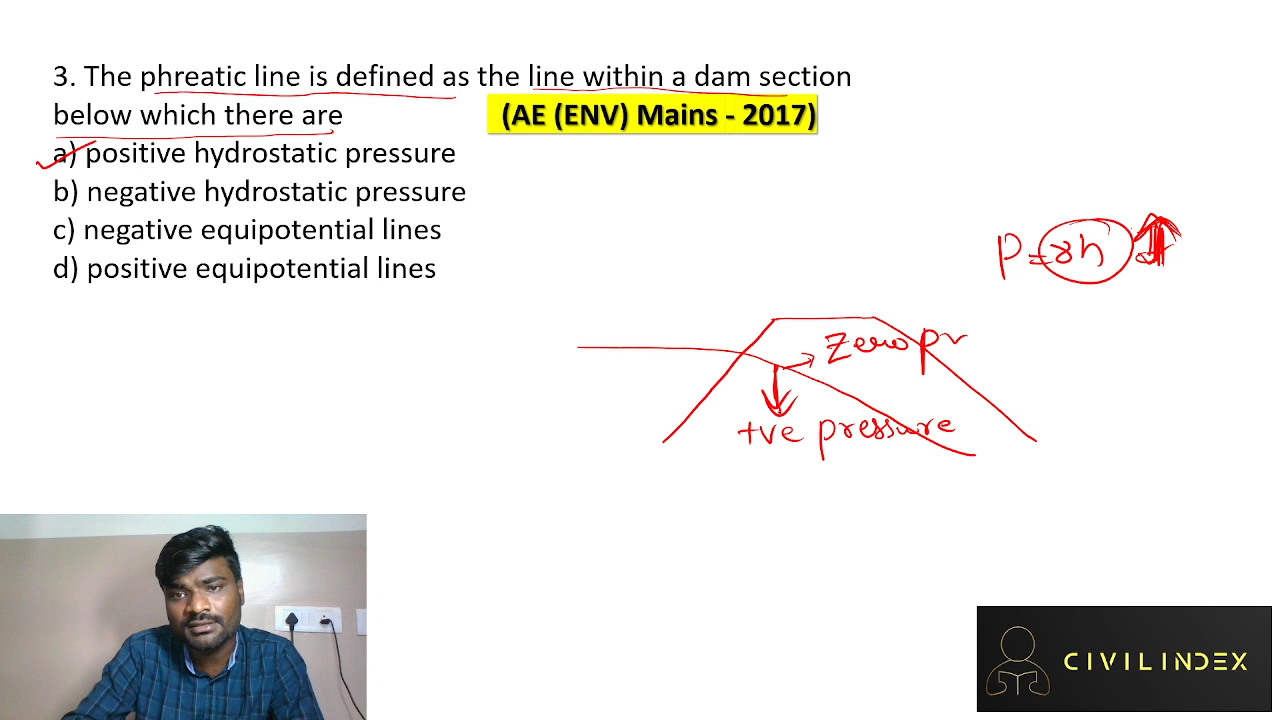 3. The phreatic line is defined as the line within a dam section
below which there are
(AE (ENV) Mains - 2017)
a) positive hydrostatic pressure
b) negative hydrostatic pressure
c) negative equipotential lines
d) positive equipotential lines
P=γh
Zero pr
+ve pressure
CIVILINDEX